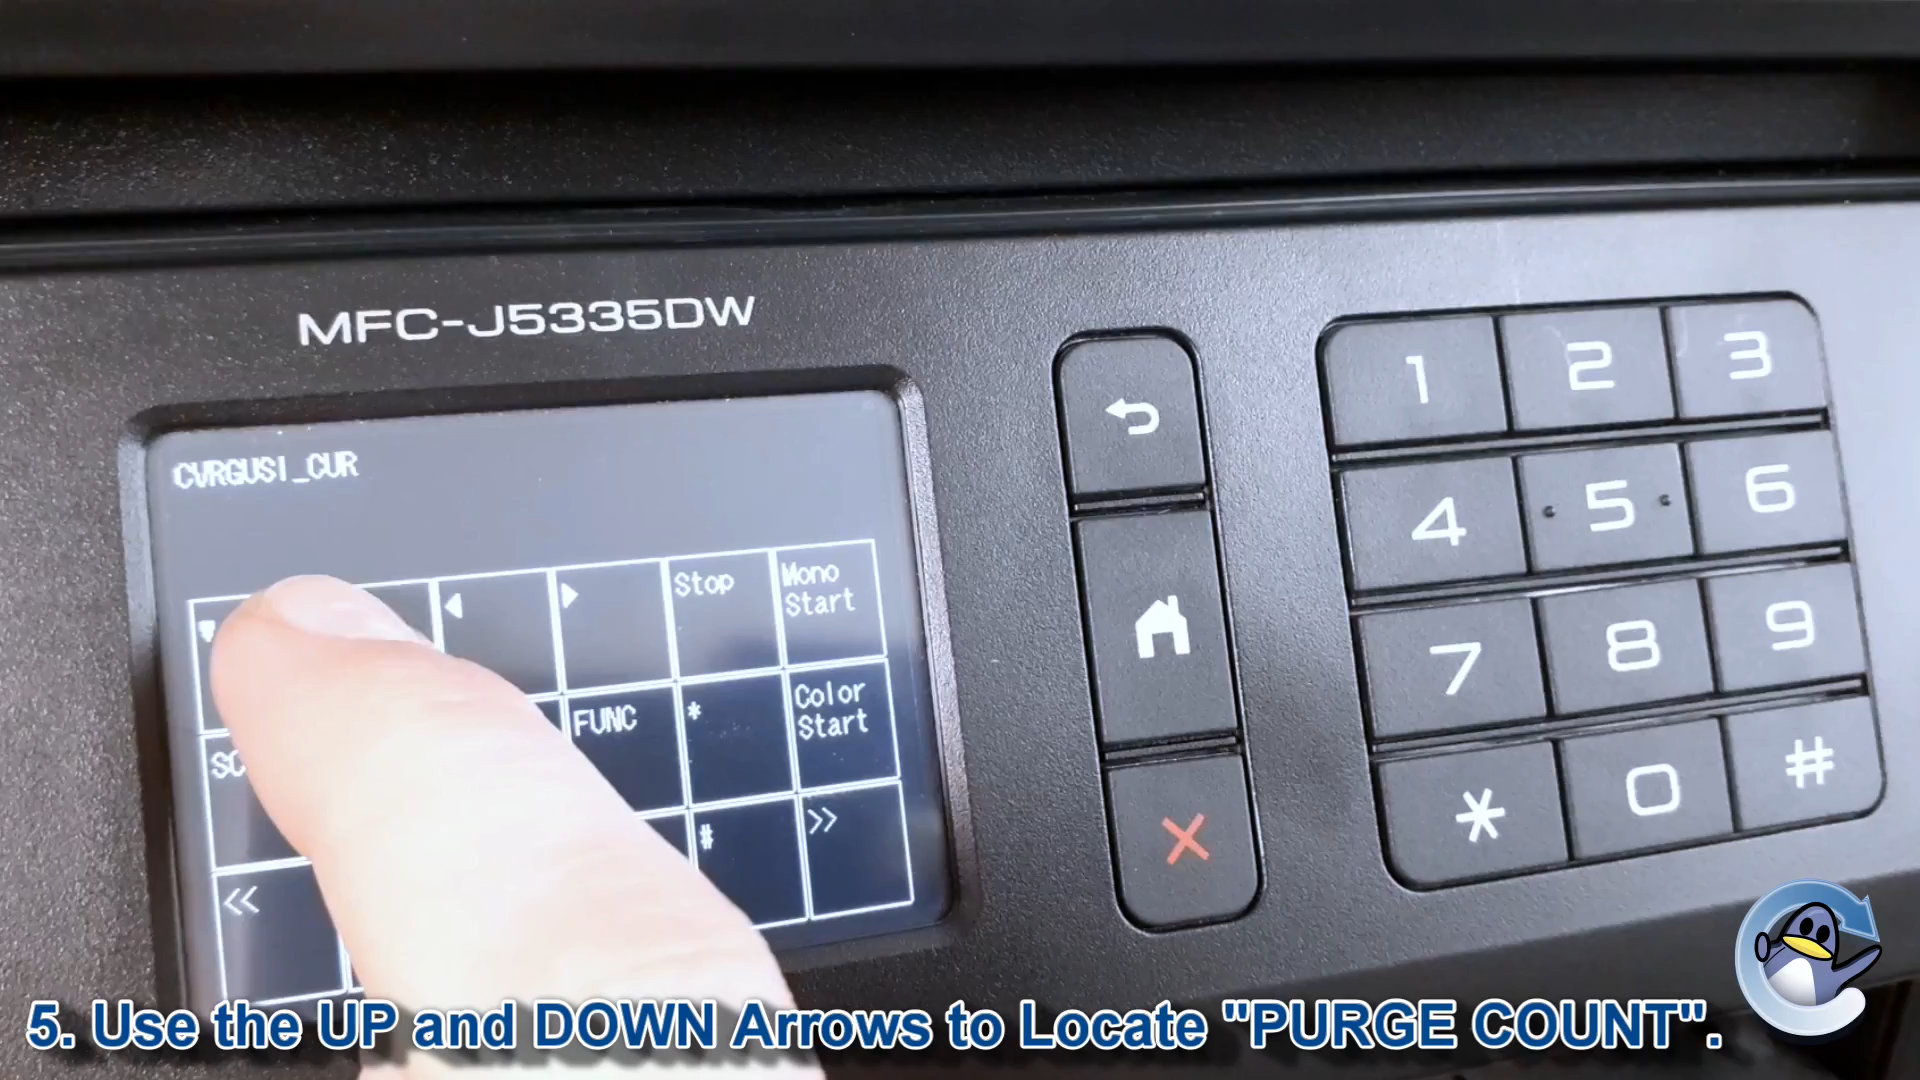 MFC-J5335DW
CVRGUSI_CUR
Stop
Mono
Start
FUNC
*
Color
Start
<<
#
>>
1 2 3
4 5 6
7 8 9
* 0 #
5. Use the UP and DOWN Arrows to Locate "PURGE COUNT".